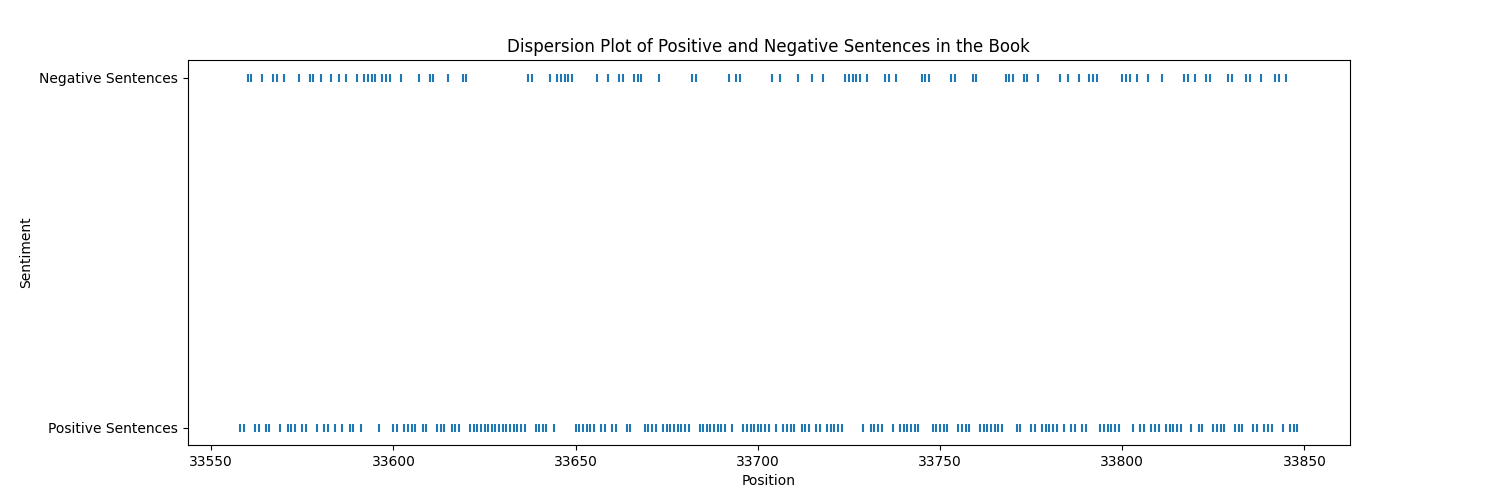 Dispersion Plot of Positive and Negative Sentences in the Book
Negative Sentences
Sentiment
Positive Sentences
33550 33600 33650 33700 33750 33800 33850
Position